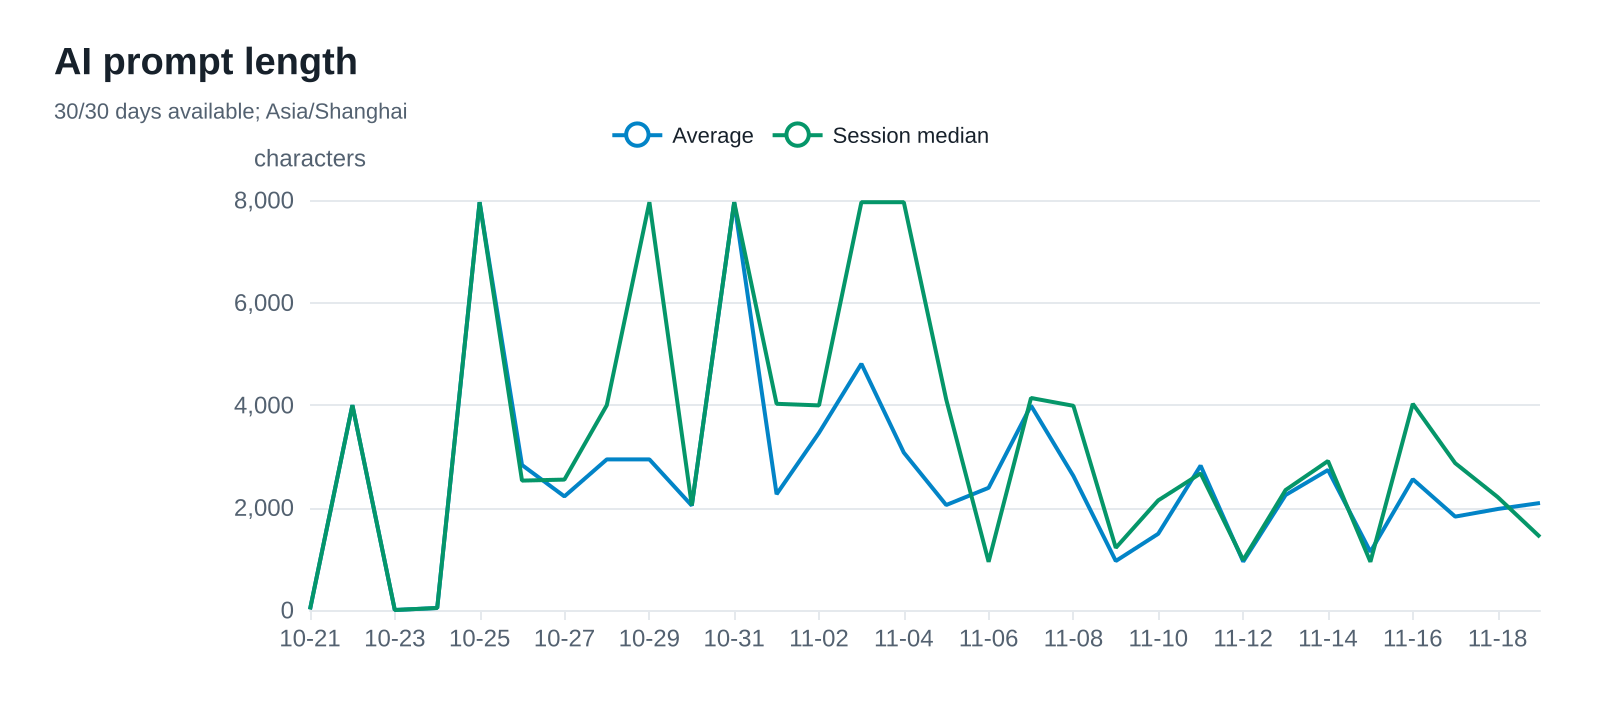 AI prompt length
30/30 days available; Asia/Shanghai
Average
Session median
characters
8,000
6,000
4,000
2,000
0
10-21 10-23 10-25 10-27 10-29 10-31 11-02 11-04 11-06 11-08 11-10 11-12 11-14 11-16 11-18